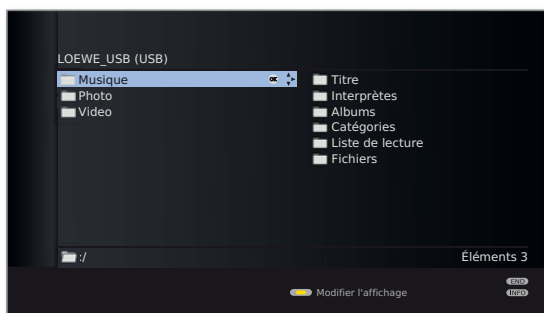 LOEWE_USB (USB)
Musique OK
Photo
Video
Titre
Interprètes
Albums
Catégories
Liste de lecture
Fichiers
:/
Éléments 3
Modifier l'affichage
END
INFO